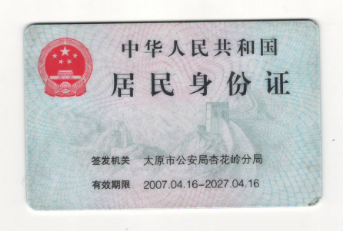 中华人民共和国
居民身份证
签发机关 太原市公安局杏花岭分局
有效期限 2007.04.16-2027.04.16